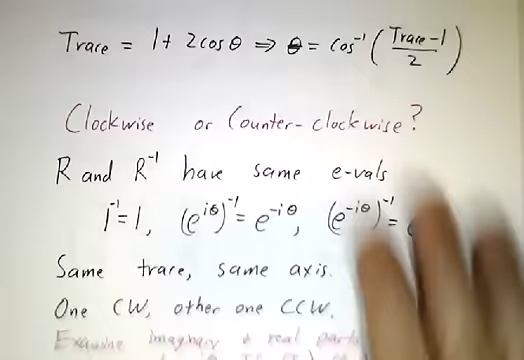 Trace = 1 + 2cosθ ⇒ θ = cos⁻¹(Trace-1/2)
Clockwise or Counter-clockwise?
R and R⁻¹ have same e-vals
1⁻¹=1, (e^{iθ})⁻¹= e^{-iθ}, (e^{-iθ})⁻¹=
Same trace, same axis.
One CW, other one CCW.
Examine imaginary + real parts